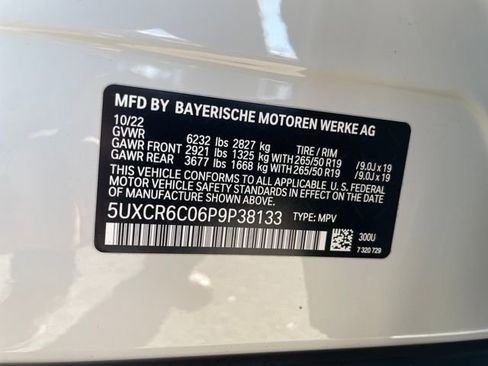 MFD BY BAYERISCHE MOTOREN WERKE AG
10/22
GVWR 6232 lbs 2827 kg TIRE / RIM
GAWR FRONT 2921 lbs 1325 kg 265/50 R19 /9.0J x 19
GAWR REAR 3677 lbs 1668 kg 265/50 R19 /9.0J x 19
THIS VEHICLE CONFORMS TO ALL APPLICABLE U.S. FEDERAL
MOTOR VEHICLE SAFETY STANDARDS IN EFFECT ON THE DATE
OF MANUFACTURE SHOWN ABOVE.
5UXCR6C06P9P38133 TYPE: MPV
300U
7 320 729